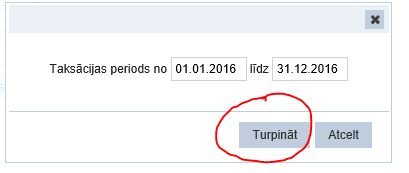 Taksācijas periods no 01.01.2016 līdz 31.12.2016
Turpināt Atcelt